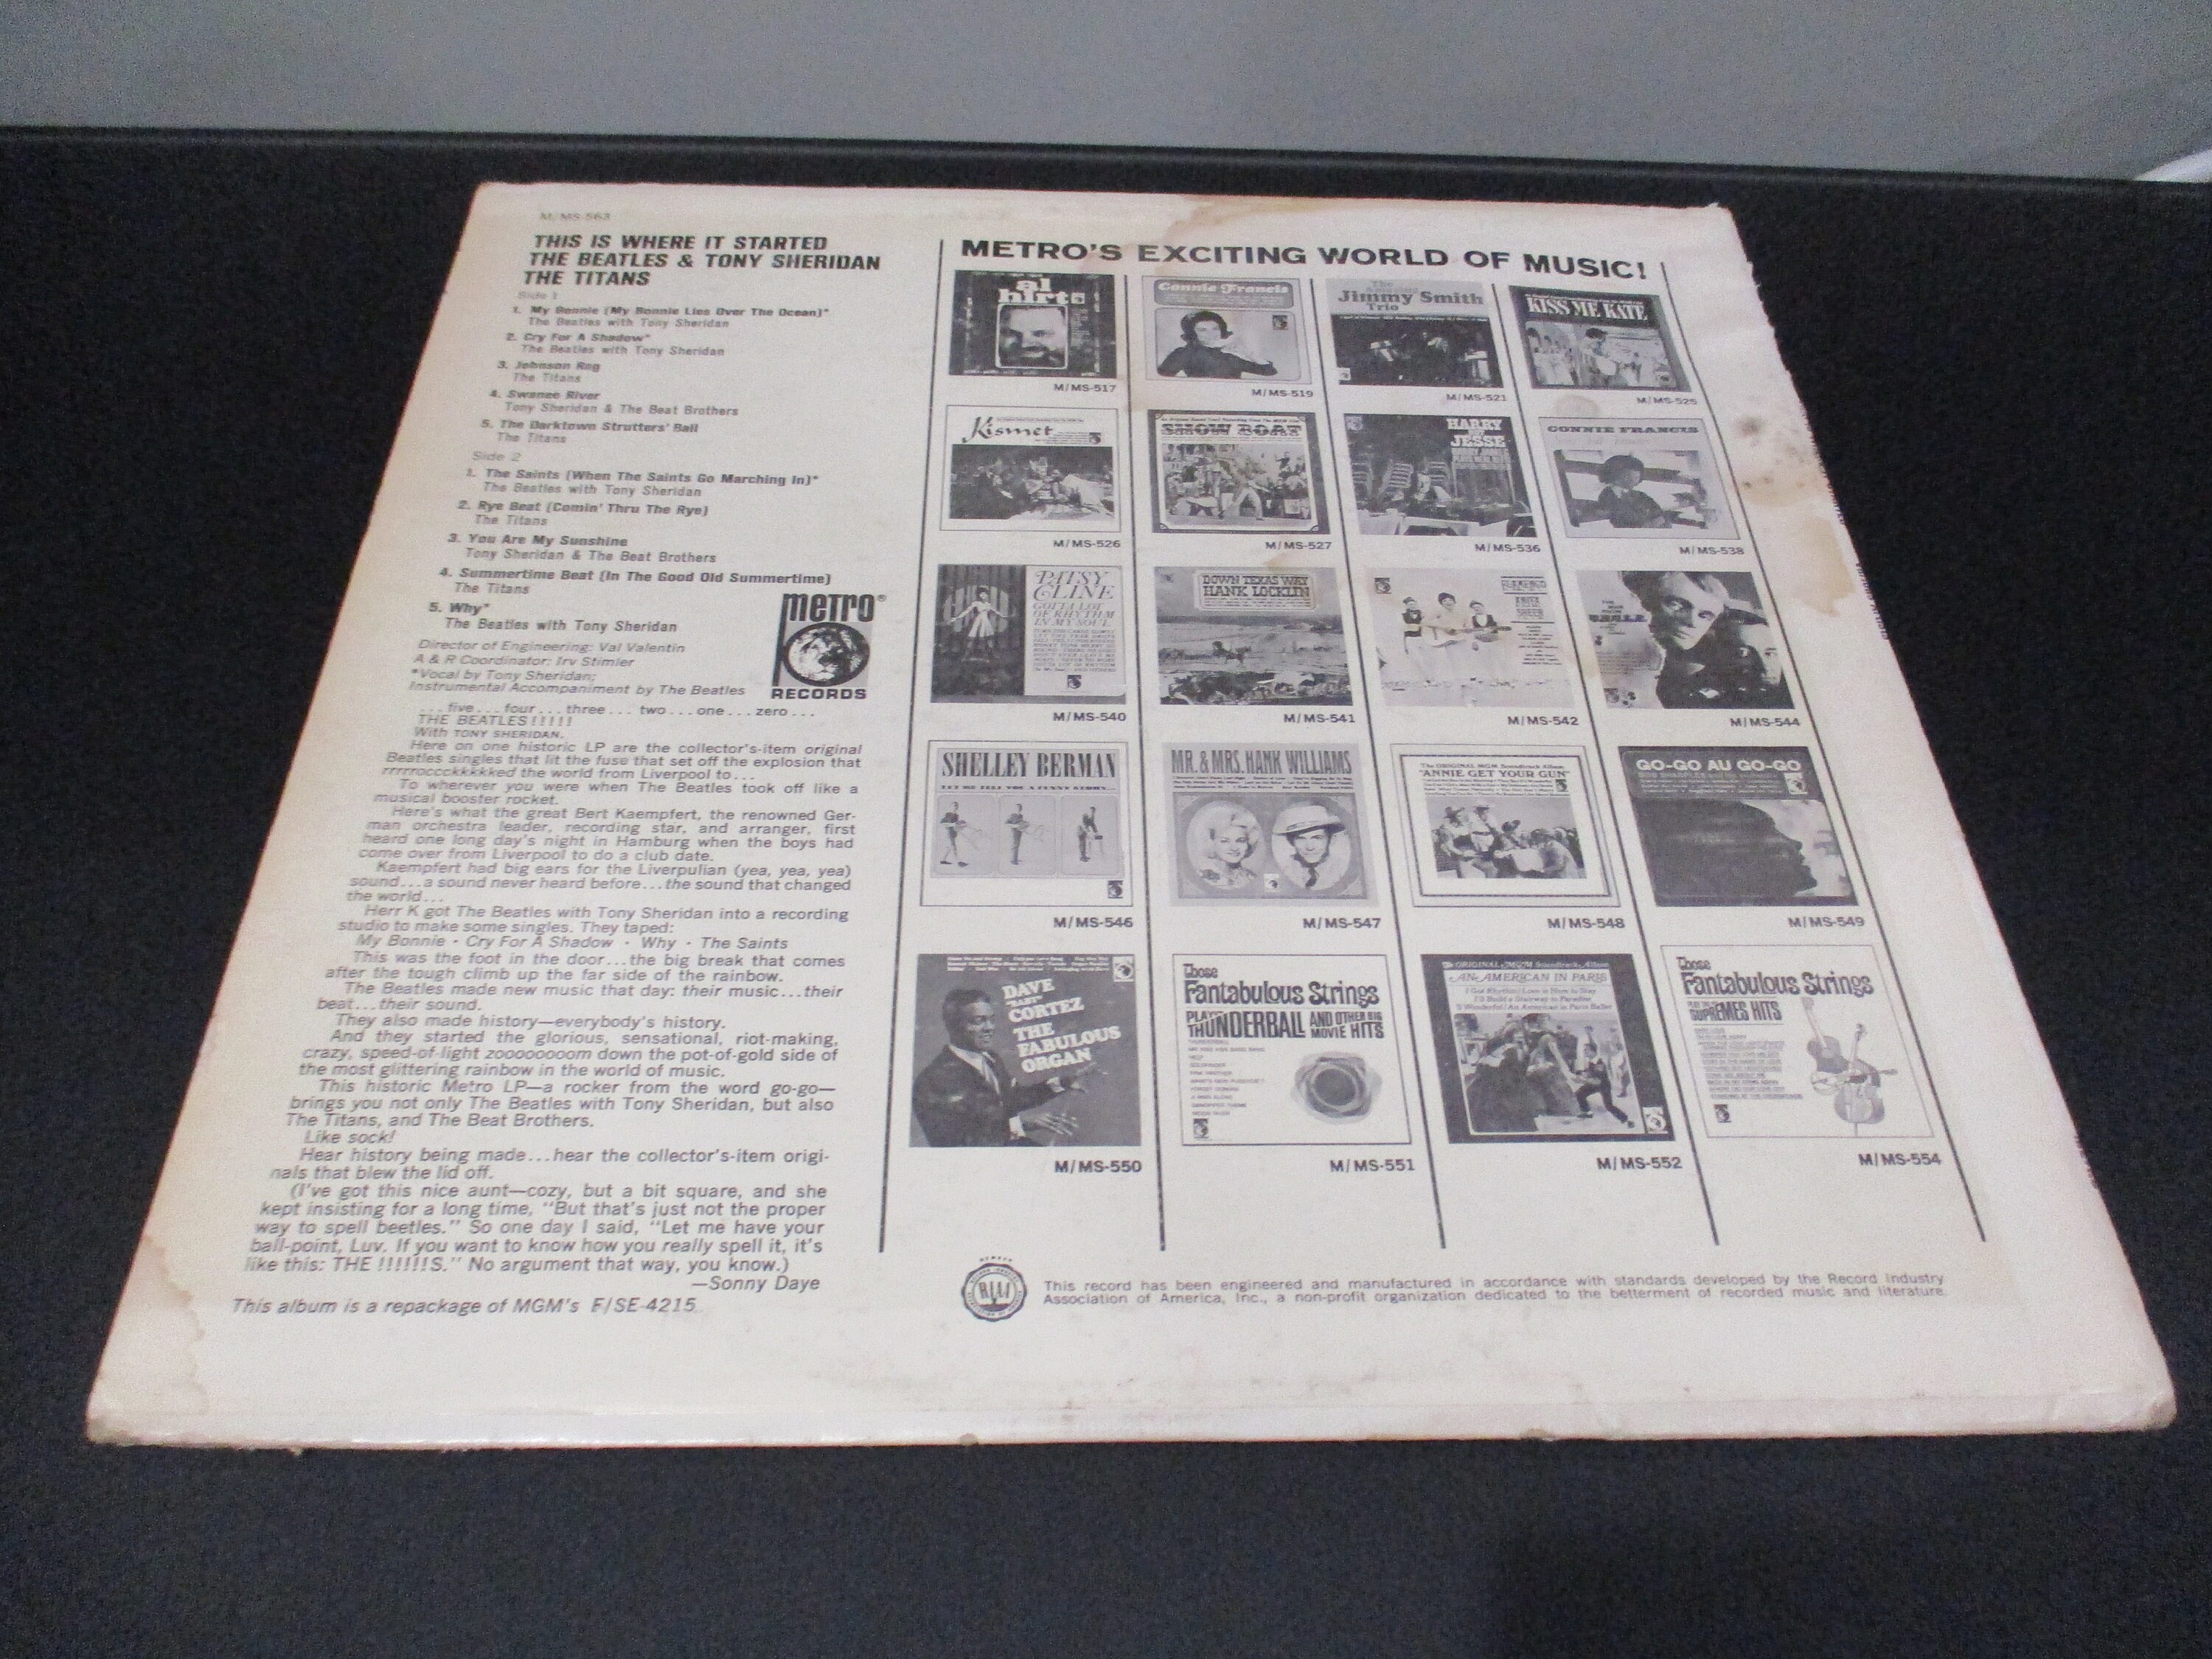 M/MS-563
THIS IS WHERE IT STARTED
THE BEATLES & TONY SHERIDAN
THE TITANS
Side 1
1. My Bonnie (My Bonnie Lies Over The Ocean)*
The Beatles with Tony Sheridan
2. Cry For A Shadow*
The Beatles with Tony Sheridan
3. Johnson Rag
The Titans
4. Swanee River
Tony Sheridan & The Beat Brothers
5. The Darktown Strutters' Ball
The Titans
Side 2
1. The Saints (When The Saints Go Marching In)*
The Beatles with Tony Sheridan
2. Rye Beat (Comin' Thru The Rye)
The Titans
3. You Are My Sunshine
Tony Sheridan & The Beat Brothers
4. Summertime Beat (In The Good Old Summertime)
The Titans
5. Why*
The Beatles with Tony Sheridan
Director of Engineering: Val Valentin
A & R Coordinator: Irv Stimler
*Vocal by Tony Sheridan;
Instrumental Accompaniment by The Beatles
metro®
RECORDS
...five...four...three...two...one...zero...
THE BEATLES!!!!!
With TONY SHERIDAN.
Here on one historic LP are the collector's-item original
Beatles singles that lit the fuse that set off the explosion that
rrrrroccckkkkkked the world from Liverpool to...
To wherever you were when The Beatles took off like a
musical booster rocket.
Here's what the great Bert Kaempfert, the renowned Ger-
man orchestra leader, recording star, and arranger, first
heard one long day's night in Hamburg when the boys had
come over from Liverpool to do a club date.
Kaempfert had big ears for the Liverpulian (yea, yea, yea)
sound...a sound never heard before...the sound that changed
the world...
Herr K got The Beatles with Tony Sheridan into a recording
studio to make some singles. They taped:
My Bonnie · Cry For A Shadow · Why · The Saints
This was the foot in the door...the big break that comes
after the tough climb up the far side of the rainbow.
The Beatles made new music that day: their music...their
beat...their sound.
They also made history—everybody's history.
And they started the glorious, sensational, riot-making,
crazy, speed-of-light zoooooooom down the pot-of-gold side of
the most glittering rainbow in the world of music.
This historic Metro LP—a rocker from the word go-go—
brings you not only The Beatles with Tony Sheridan, but also
The Titans, and The Beat Brothers.
Like sock!
Hear history being made...hear the collector's-item origi-
nals that blew the lid off.
(I've got this nice aunt—cozy, but a bit square, and she
kept insisting for a long time, "But that's just not the proper
way to spell beetles." So one day I said, "Let me have your
ball-point, Luv. If you want to know how you really spell it, it's
like this: THE !!!!!!S." No argument that way, you know.)
—Sonny Daye
This album is a repackage of MGM's F/SE-4215
METRO'S EXCITING WORLD OF MUSIC!
al hirt
M/MS-517
Connie Francis
M/MS-519
The
Jimmy Smith
Trio
M/MS-521
KISS ME KATE
M/MS-525
Kismet
M/MS-526
SHOW BOAT
M/MS-527
HARRY
JESSE
M/MS-536
CONNIE FRANCIS
M/MS-538
PATSY
CLINE
GOTTA LOT
OF RHYTHM
IN MY SOUL
M/MS-540
DOWN TEXAS WAY
HANK LOCKLIN
M/MS-541
FLAMENCO
M/MS-542
M/MS-544
SHELLEY BERMAN
LET ME TELL YOU A FUNNY STORY...
M/MS-546
MR. & MRS. HANK WILLIAMS
M/MS-547
The ORIGINAL MGM Soundtrack Album
"ANNIE GET YOUR GUN"
M/MS-548
GO-GO AU GO-GO
M/MS-549
DAVE
"BABY"
CORTEZ
THE
FABULOUS
ORGAN
M/MS-550
Those
Fantabulous Strings
PLAY THUNDERBALL AND OTHER BIG MOVIE HITS
M/MS-551
The ORIGINAL MGM Soundtrack Album
AN AMERICAN IN PARIS
M/MS-552
Those
Fantabulous Strings
SUPREMES HITS
M/MS-554
RIAA
This record has been engineered and manufactured in accordance with standards developed by the Record Industry
Association of America, Inc., a non-profit organization dedicated to the betterment of recorded music and literature.